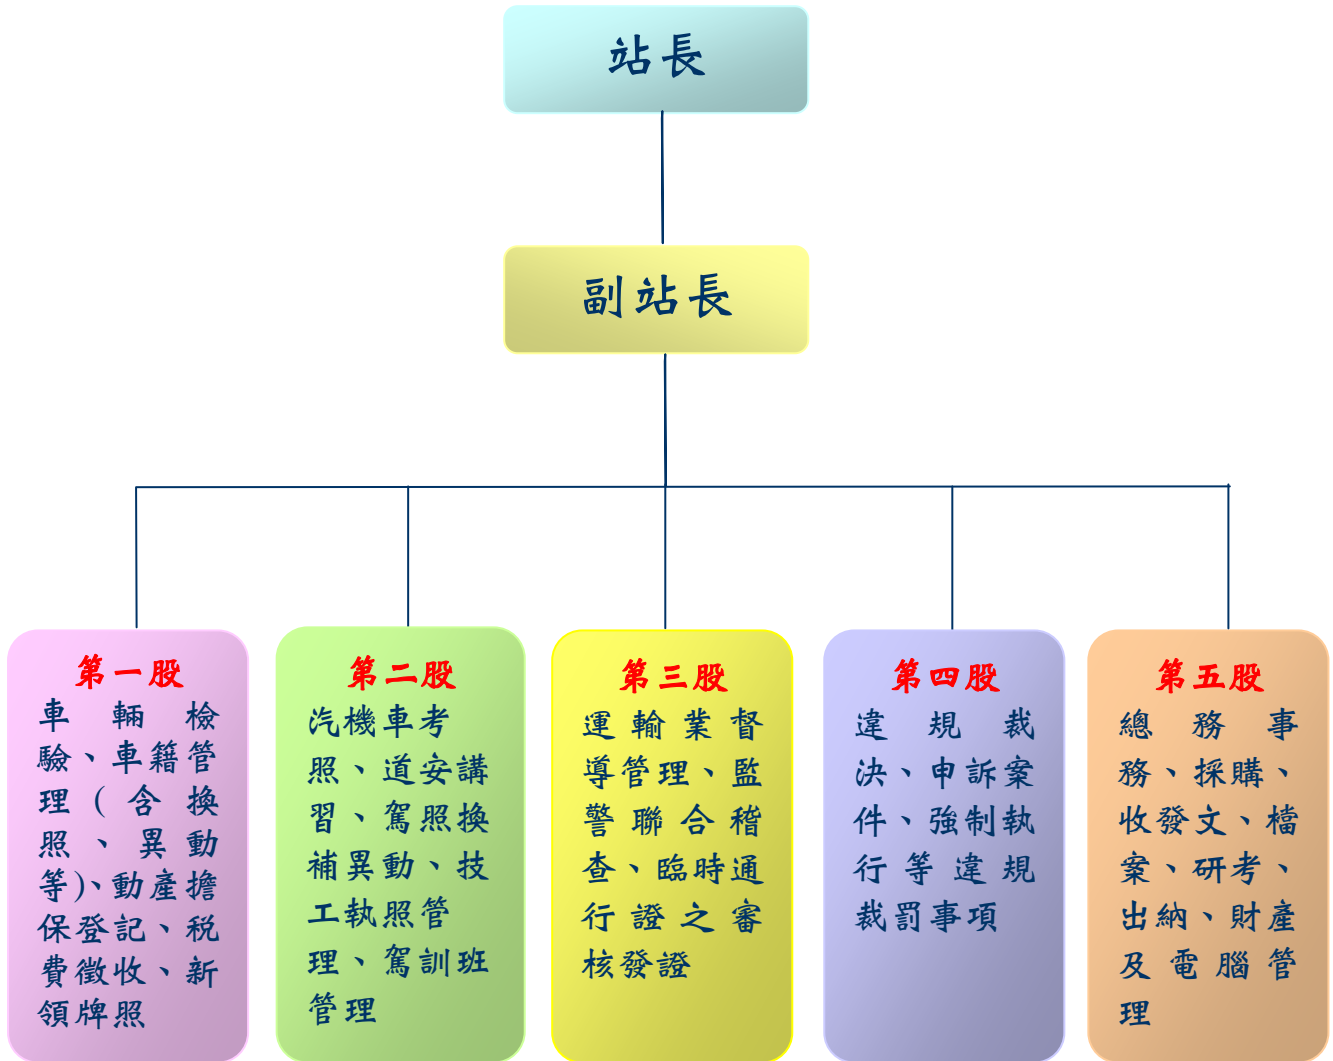 站長
副站長
第一股
車輛檢
驗、車籍管
理(含換
照、異動
等)、動產擔
保登記、稅
費徵收、新
領牌照
第二股
汽機車考
照、道安講
習、駕照換
補異動、技
工執照管
理、駕訓班
管理
第三股
運輸業督
導管理、監
警聯合稽
查、臨時通
行證之審
核發證
第四股
違規裁
決、申訴案
件、強制執
行等違規
裁罰事項
第五股
總務事
務、採購、
收發文、檔
案、研考、
出納、財產
及電腦管
理